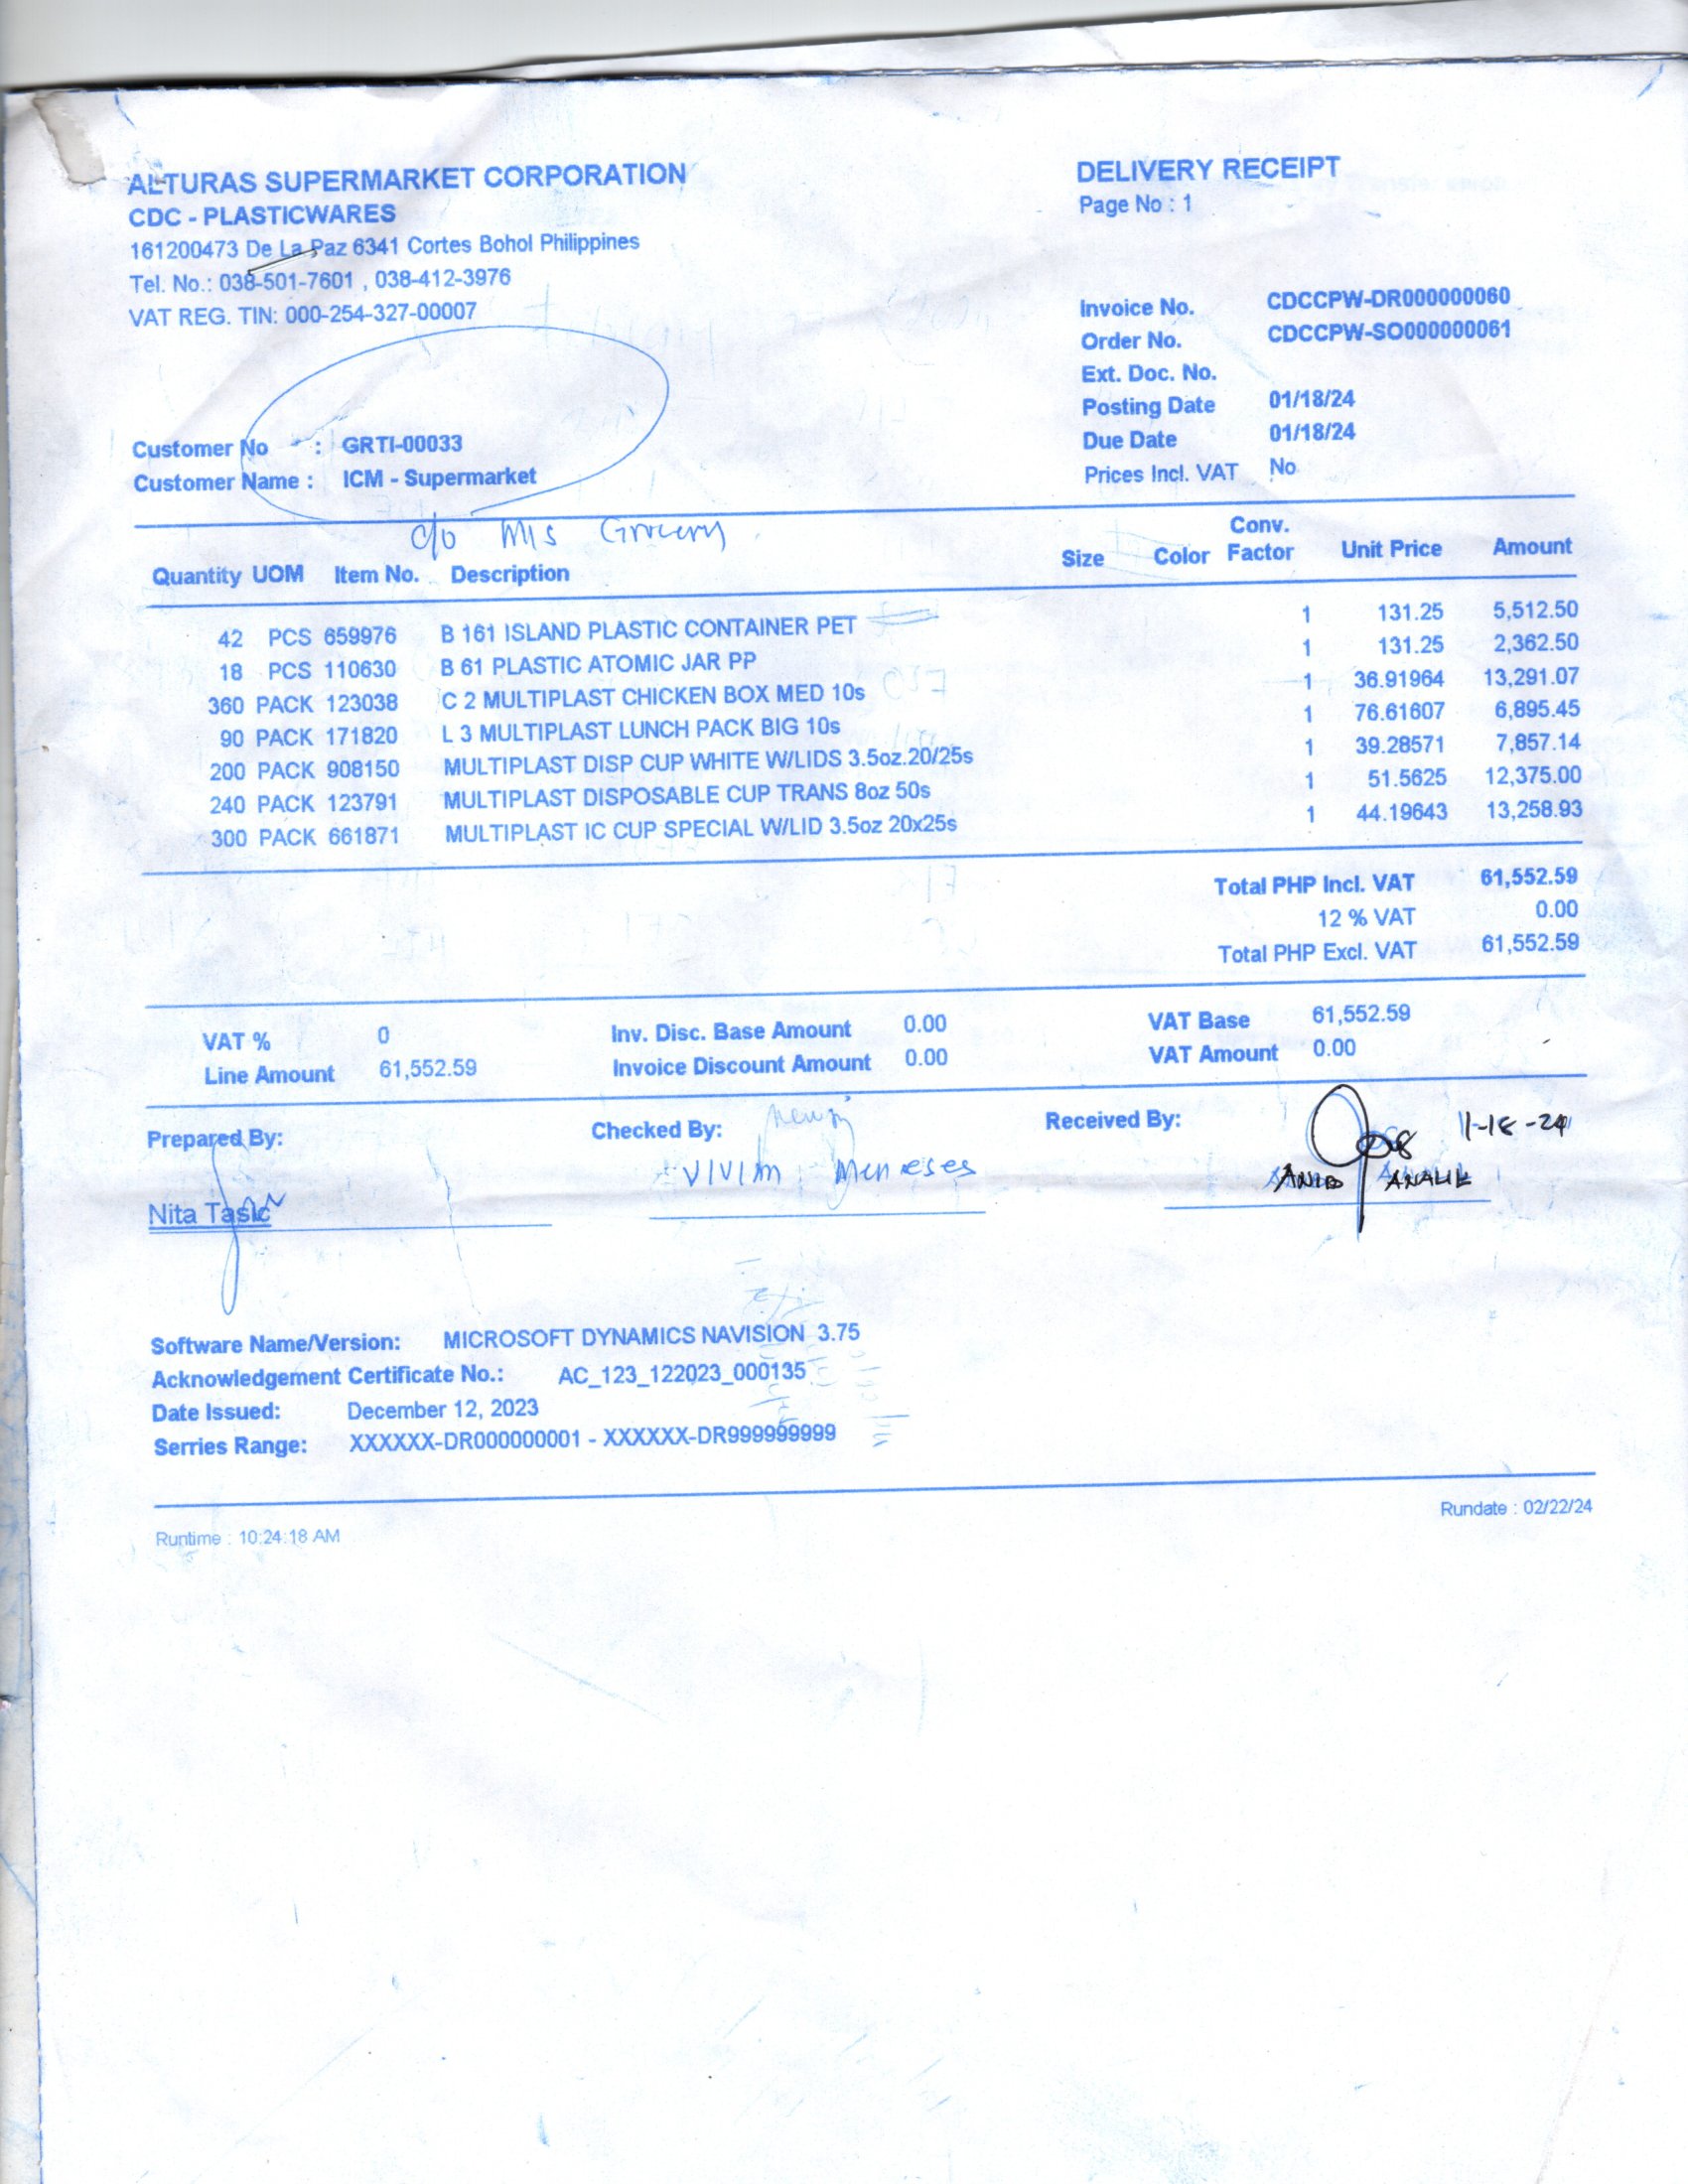 ALTURAS SUPERMARKET CORPORATION
CDC - PLASTICWARES
161200473 De La Paz 6341 Cortes Bohol Philippines
Tel. No.: 038-501-7601 , 038-412-3976
VAT REG. TIN: 000-254-327-00007
DELIVERY RECEIPT
Page No : 1
Invoice No. CDCCPW-DR000000060
Order No. CDCCPW-SO000000061
Ext. Doc. No.
Posting Date 01/18/24
Due Date 01/18/24
Prices Incl. VAT No
Customer No : GRTI-00033
Customer Name : ICM - Supermarket
c/o M/s Grocery
Quantity UOM Item No. Description Size Color Conv. Factor Unit Price Amount
42 PCS 659976 B 161 ISLAND PLASTIC CONTAINER PET 1 131.25 5,512.50
18 PCS 110630 B 61 PLASTIC ATOMIC JAR PP 1 131.25 2,362.50
360 PACK 123038 C 2 MULTIPLAST CHICKEN BOX MED 10s 1 36.91964 13,291.07
90 PACK 171820 L 3 MULTIPLAST LUNCH PACK BIG 10s 1 76.61607 6,895.45
200 PACK 908150 MULTIPLAST DISP CUP WHITE W/LIDS 3.5oz.20/25s 1 39.28571 7,857.14
240 PACK 123791 MULTIPLAST DISPOSABLE CUP TRANS 8oz 50s 1 51.5625 12,375.00
300 PACK 661871 MULTIPLAST IC CUP SPECIAL W/LID 3.5oz 20x25s 1 44.19643 13,258.93
Total PHP Incl. VAT 61,552.59
12 % VAT 0.00
Total PHP Excl. VAT 61,552.59
VAT % 0 Inv. Disc. Base Amount 0.00 VAT Base 61,552.59
Line Amount 61,552.59 Invoice Discount Amount 0.00 VAT Amount 0.00
Prepared By: Checked By: Received By: 1-18-24
Nita Tasic Vivim Meneses
Software Name/Version: MICROSOFT DYNAMICS NAVISION 3.75
Acknowledgement Certificate No.: AC_123_122023_000135
Date Issued: December 12, 2023
Serries Range: XXXXXX-DR000000001 - XXXXXX-DR999999999
Runtime : 10:24:18 AM Rundate : 02/22/24